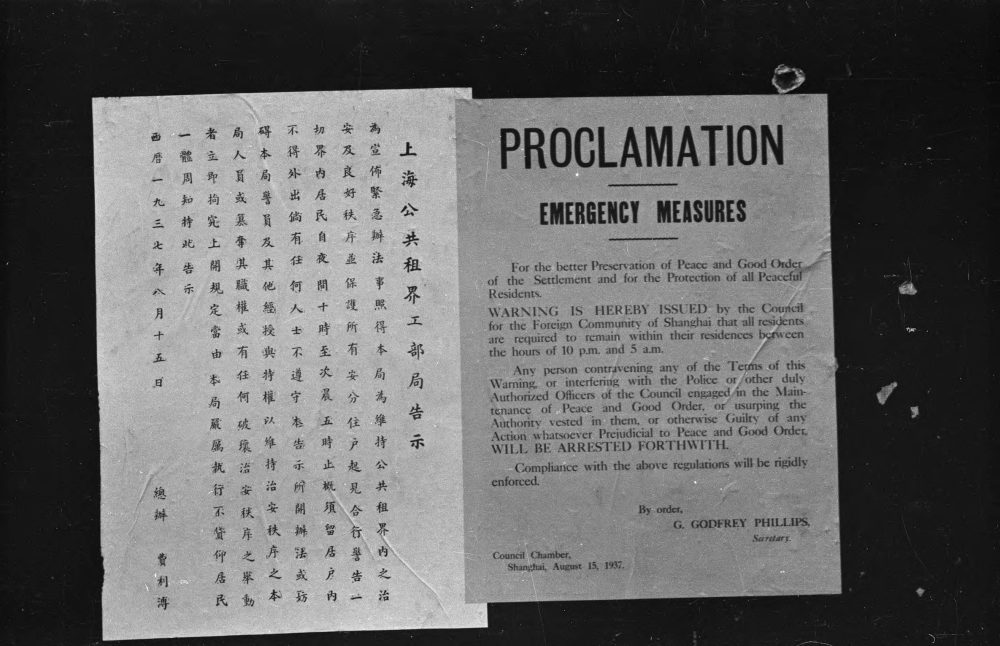 上海公共租界工部局告示
為宣佈緊急辦法事照得本局為維持公共租界內之治
安及良好秩序並保護所有安分住戶起見合行警告一
切界內居民自夜間十時至次晨五時止概須留居戶內
不得外出倘有任何人士不遵守本告示所開辦法或妨
碍本局警員及其他經授與特權以維持治安秩序之本
局人員或篡奪其職權或有任何破壞治安秩序之舉動
者立即拘究上開規定當由本局嚴厲執行不貸仰居民
一體周知特此告示
西曆一九三七年八月十五日
總辦 費利溥
PROCLAMATION
EMERGENCY MEASURES
For the better Preservation of Peace and Good Order
of the Settlement and for the Protection of all Peaceful
Residents.
WARNING IS HEREBY ISSUED by the Council
for the Foreign Community of Shanghai that all residents
are required to remain within their residences between
the hours of 10 p.m. and 5 a.m.
Any person contravening any of the Terms of this
Warning, or interfering with the Police or other duly
Authorized Officers of the Council engaged in the Main-
tenance of Peace and Good Order, or usurping the
Authority vested in them, or otherwise Guilty of any
Action whatsoever Prejudicial to Peace and Good Order,
WILL BE ARRESTED FORTHWITH.
Compliance with the above regulations will be rigidly
enforced.
By order,
G. GODFREY PHILLIPS,
Secretary.
Council Chamber,
Shanghai, August 15, 1937.